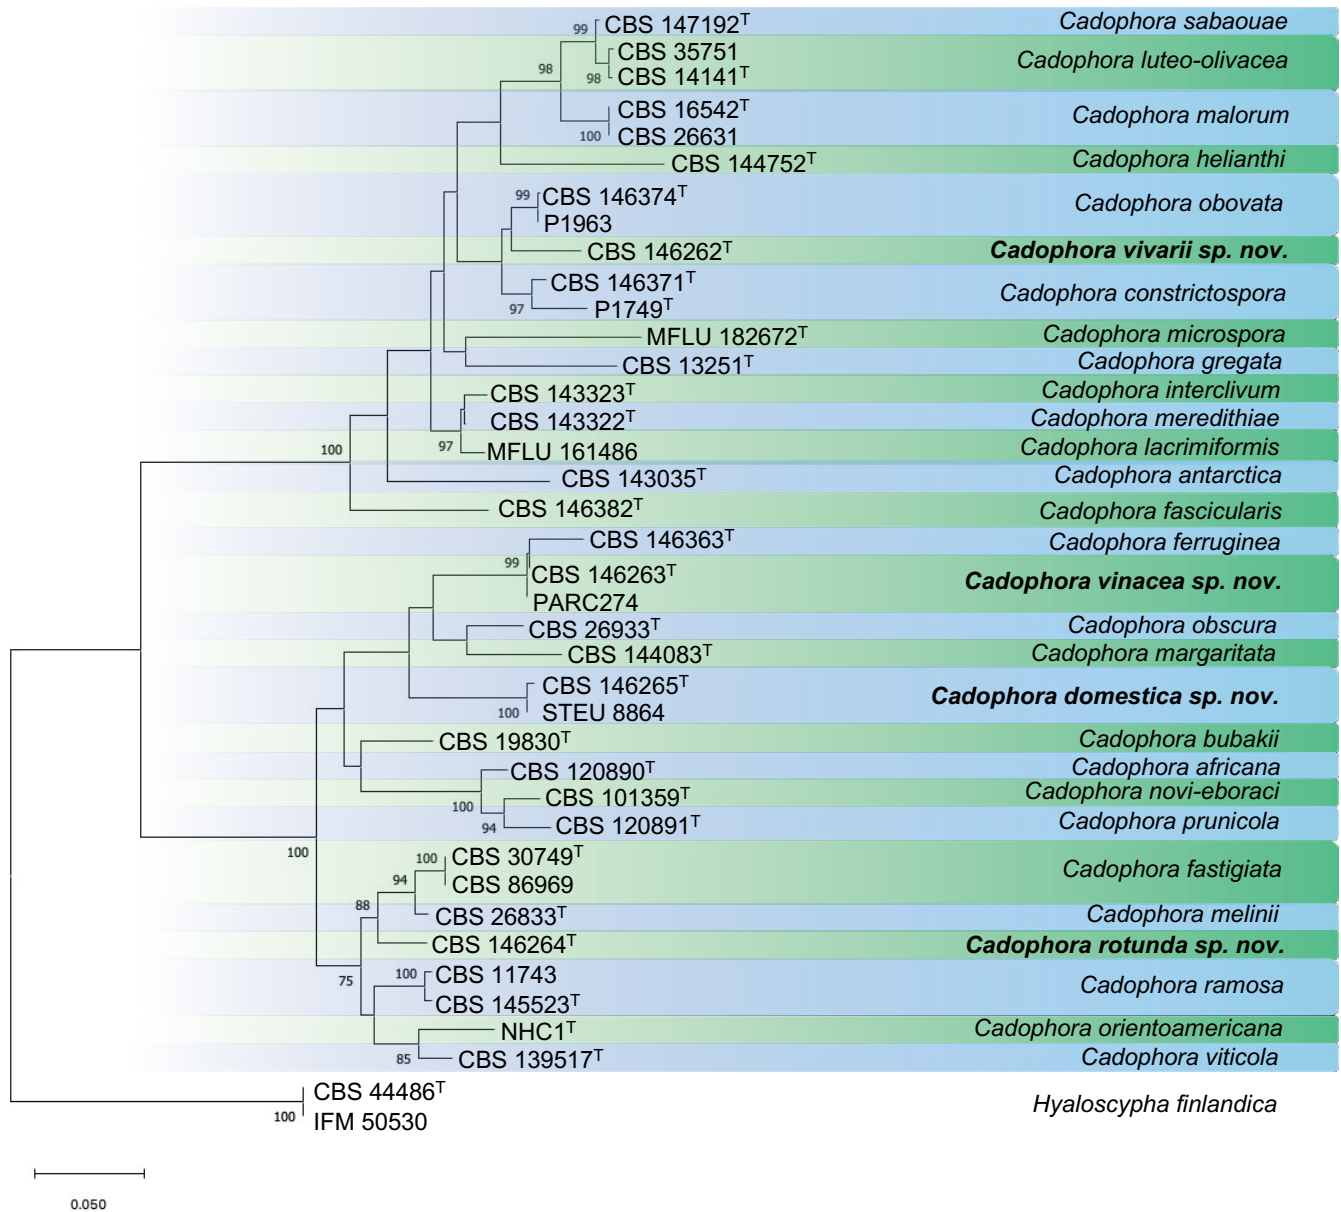 99 CBS 147192ᵀ Cadophora sabaouae
CBS 35751
98 Cadophora luteo-olivacea
98 CBS 14141ᵀ
CBS 16542ᵀ
Cadophora malorum
100 CBS 26631
CBS 144752ᵀ Cadophora helianthi
99 CBS 146374ᵀ
Cadophora obovata
P1963
CBS 146262ᵀ Cadophora vivarii sp. nov.
CBS 146371ᵀ
Cadophora constrictospora
97 P1749ᵀ
MFLU 182672ᵀ Cadophora microspora
CBS 13251ᵀ Cadophora gregata
CBS 143323ᵀ Cadophora interclivum
CBS 143322ᵀ Cadophora meredithiae
100 97 MFLU 161486 Cadophora lacrimiformis
CBS 143035ᵀ Cadophora antarctica
CBS 146382ᵀ Cadophora fascicularis
CBS 146363ᵀ Cadophora ferruginea
99
CBS 146263ᵀ Cadophora vinacea sp. nov.
PARC274
CBS 26933ᵀ Cadophora obscura
CBS 144083ᵀ Cadophora margaritata
CBS 146265ᵀ
Cadophora domestica sp. nov.
100 STEU 8864
CBS 19830ᵀ Cadophora bubakii
CBS 120890ᵀ Cadophora africana
100 CBS 101359ᵀ Cadophora novi-eboraci
94 CBS 120891ᵀ Cadophora prunicola
100
100 CBS 30749ᵀ
Cadophora fastigiata
94 CBS 86969
88
CBS 26833ᵀ Cadophora melinii
CBS 146264ᵀ Cadophora rotunda sp. nov.
75 100 CBS 11743
Cadophora ramosa
CBS 145523ᵀ
NHC1ᵀ Cadophora orientoamericana
85 CBS 139517ᵀ Cadophora viticola
CBS 44486ᵀ
Hyaloscypha finlandica
100 IFM 50530
0.050